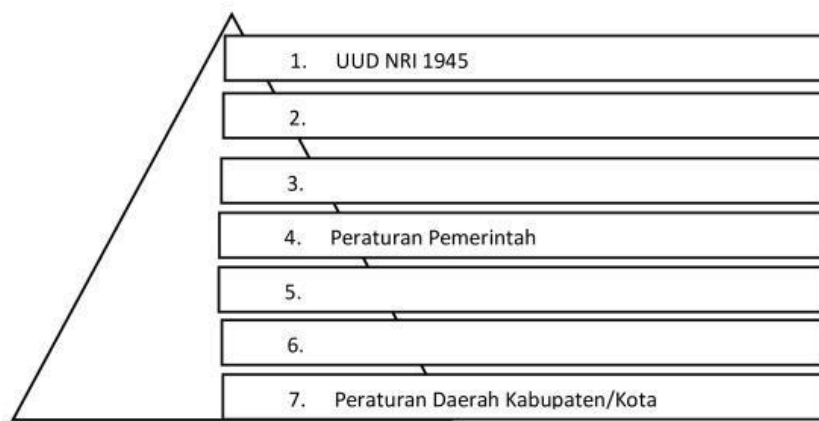 1. UUD NRI 1945
2.
3.
4. Peraturan Pemerintah
5.
6.
7. Peraturan Daerah Kabupaten/Kota